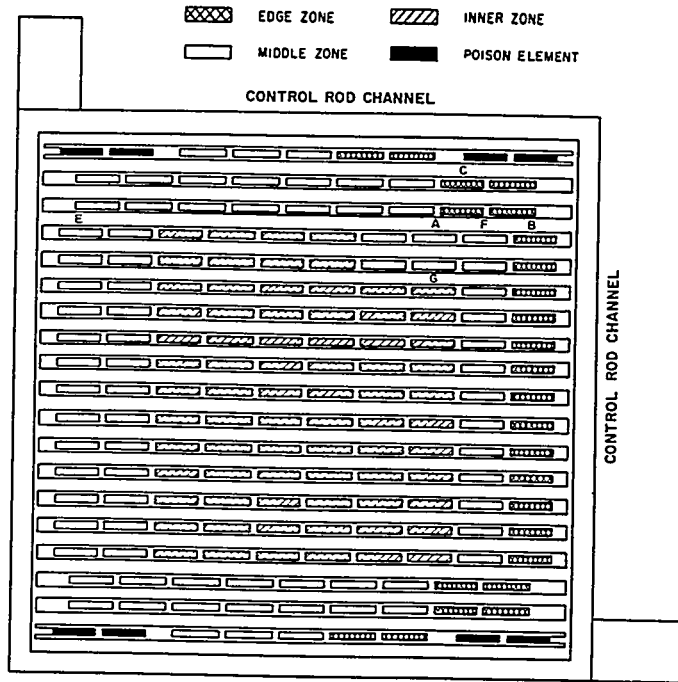 EDGE ZONE INNER ZONE
MIDDLE ZONE POISON ELEMENT
CONTROL ROD CHANNEL
C
E A F B
G
CONTROL ROD CHANNEL